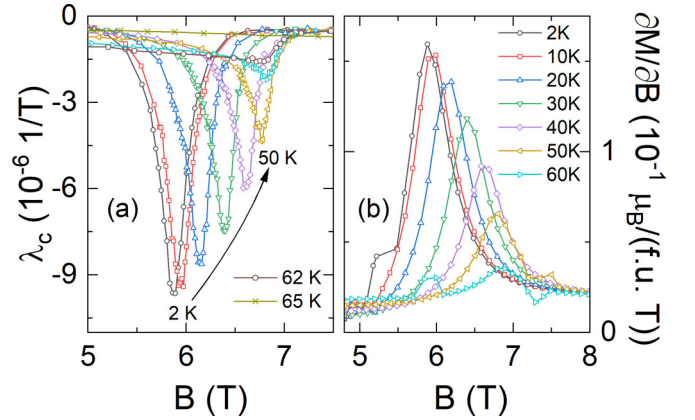 0
-3
-6
-9
λc (10-6 1/T)
(a)
50 K
2 K
62 K
65 K
5
6
7
B (T)
(b)
2K
10K
20K
30K
40K
50K
60K
5
6
7
8
B (T)
1
0
∂M/∂B (10-1 μB/(f.u. T))